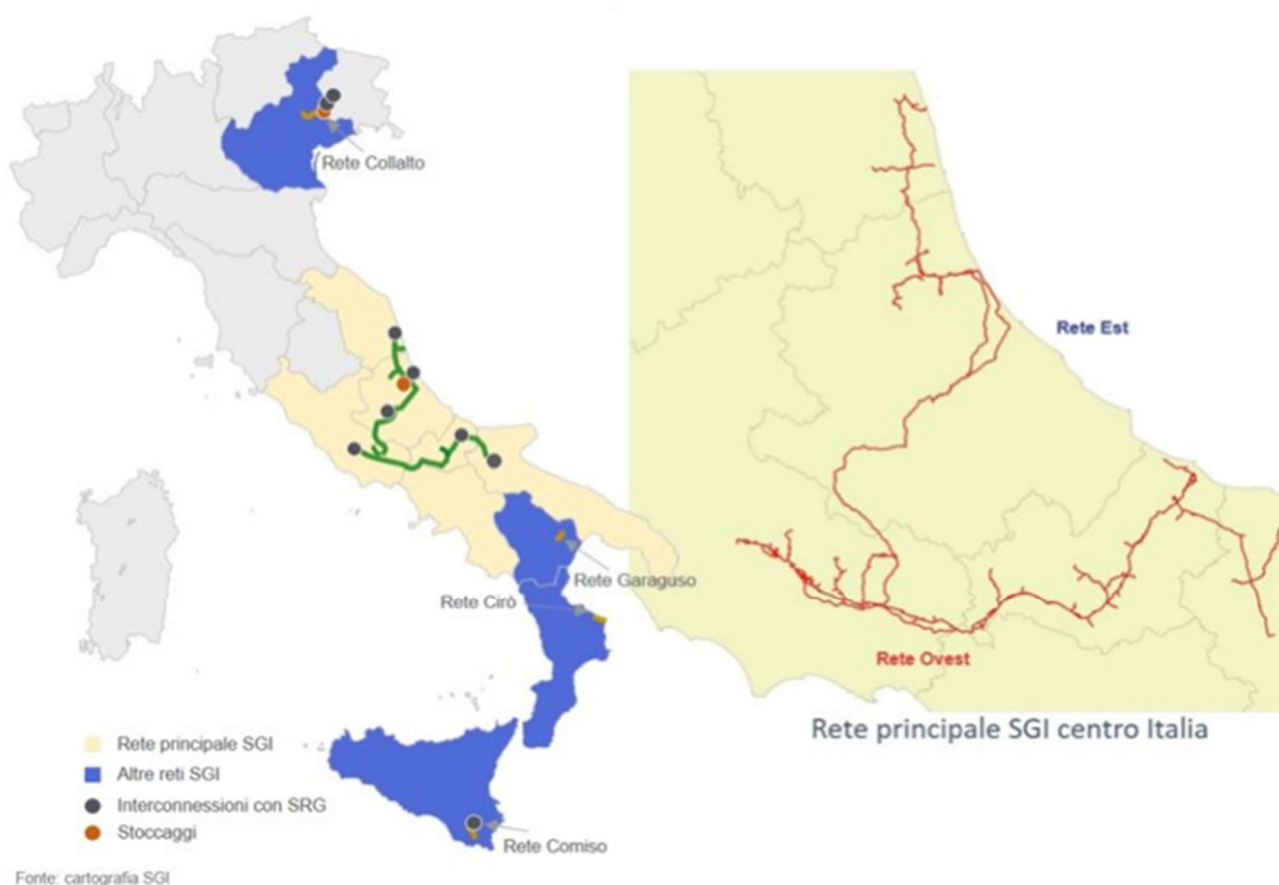 Rete Collalto
Rete Est
Rete Garaguso
Rete Cirò
Rete Ovest
Rete principale SGI centro Italia
Rete principale SGI
Altre reti SGI
Interconnessioni con SRG
Stoccaggi
Rete Comiso
Fonte: cartografia SGI